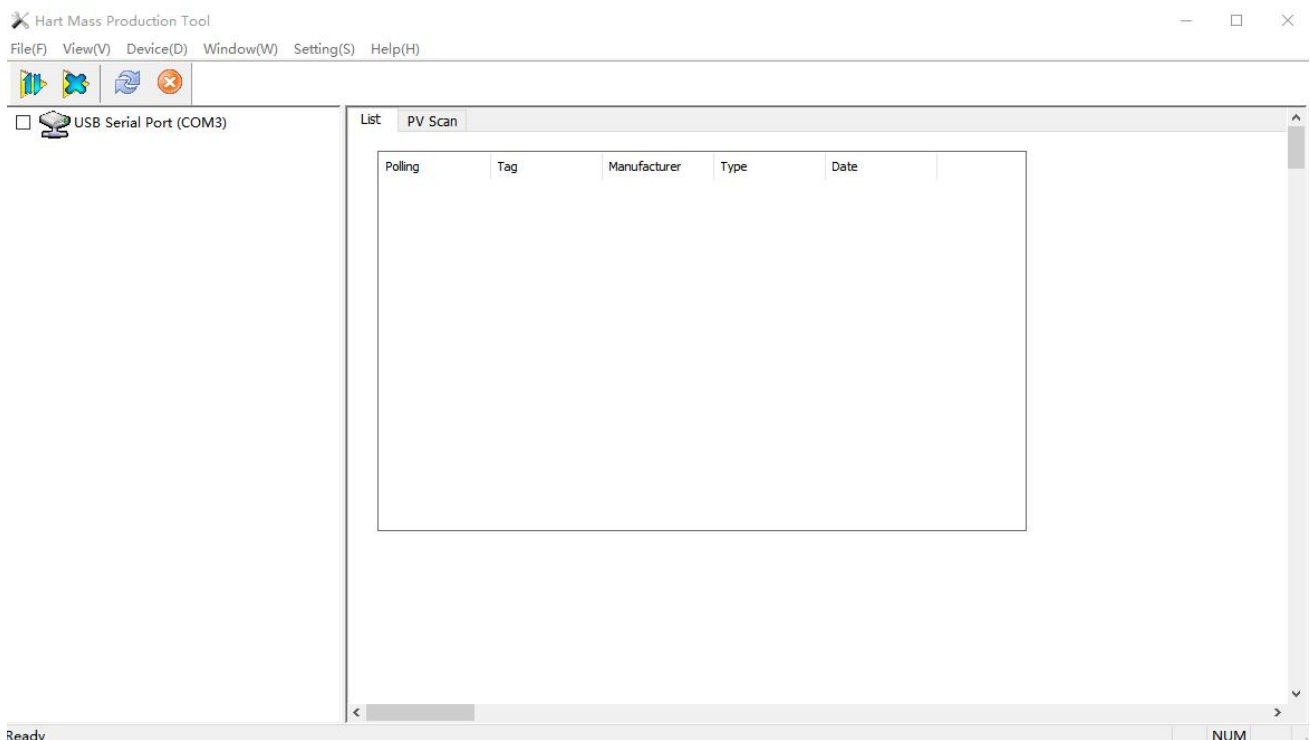 Hart Mass Production Tool
File(F) View(V) Device(D) Window(W) Setting(S) Help(H)
USB Serial Port (COM3)
List PV Scan
Polling Tag Manufacturer Type Date
Ready NUM